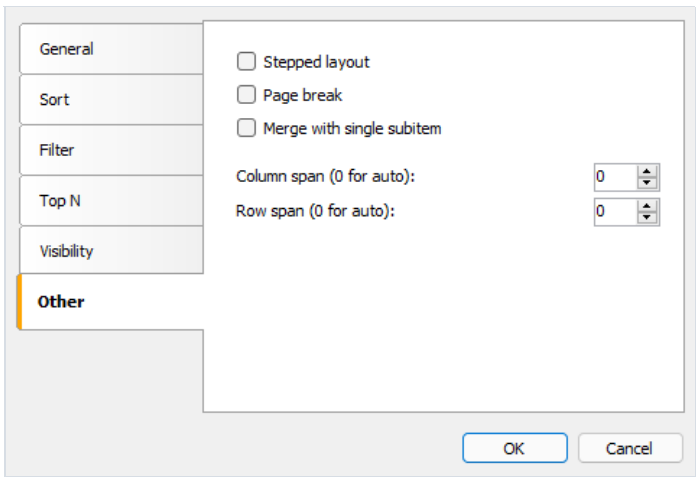 General
Sort
Filter
Top N
Visibility
Other
Stepped layout
Page break
Merge with single subitem
Column span (0 for auto): 0
Row span (0 for auto): 0
OK Cancel